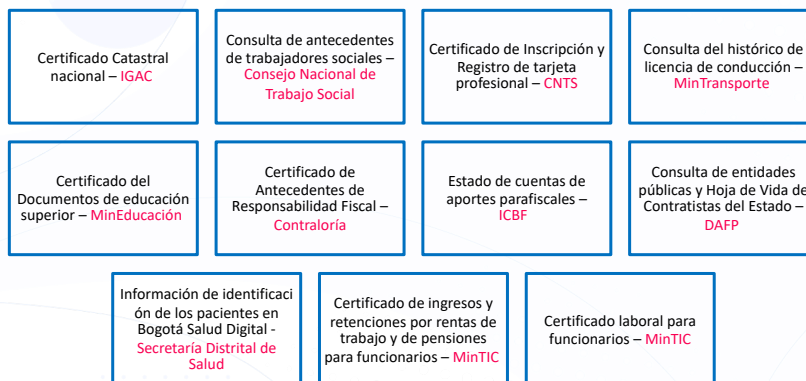 Certificado Catastral
nacional – IGAC
Consulta de antecedentes
de trabajadores sociales –
Consejo Nacional de
Trabajo Social
Certificado de Inscripción y
Registro de tarjeta
profesional – CNTS
Consulta del histórico de
licencia de conducción –
MinTransporte
Certificado del
Documentos de educación
superior – MinEducación
Certificado de
Antecedentes de
Responsabilidad Fiscal –
Contraloría
Estado de cuentas de
aportes parafiscales –
ICBF
Consulta de entidades
públicas y Hoja de Vida de
Contratistas del Estado –
DAFP
Información de identificaci
ón de los pacientes en
Bogotá Salud Digital -
Secretaría Distrital de
Salud
Certificado de ingresos y
retenciones por rentas de
trabajo y de pensiones
para funcionarios – MinTIC
Certificado laboral para
funcionarios – MinTIC